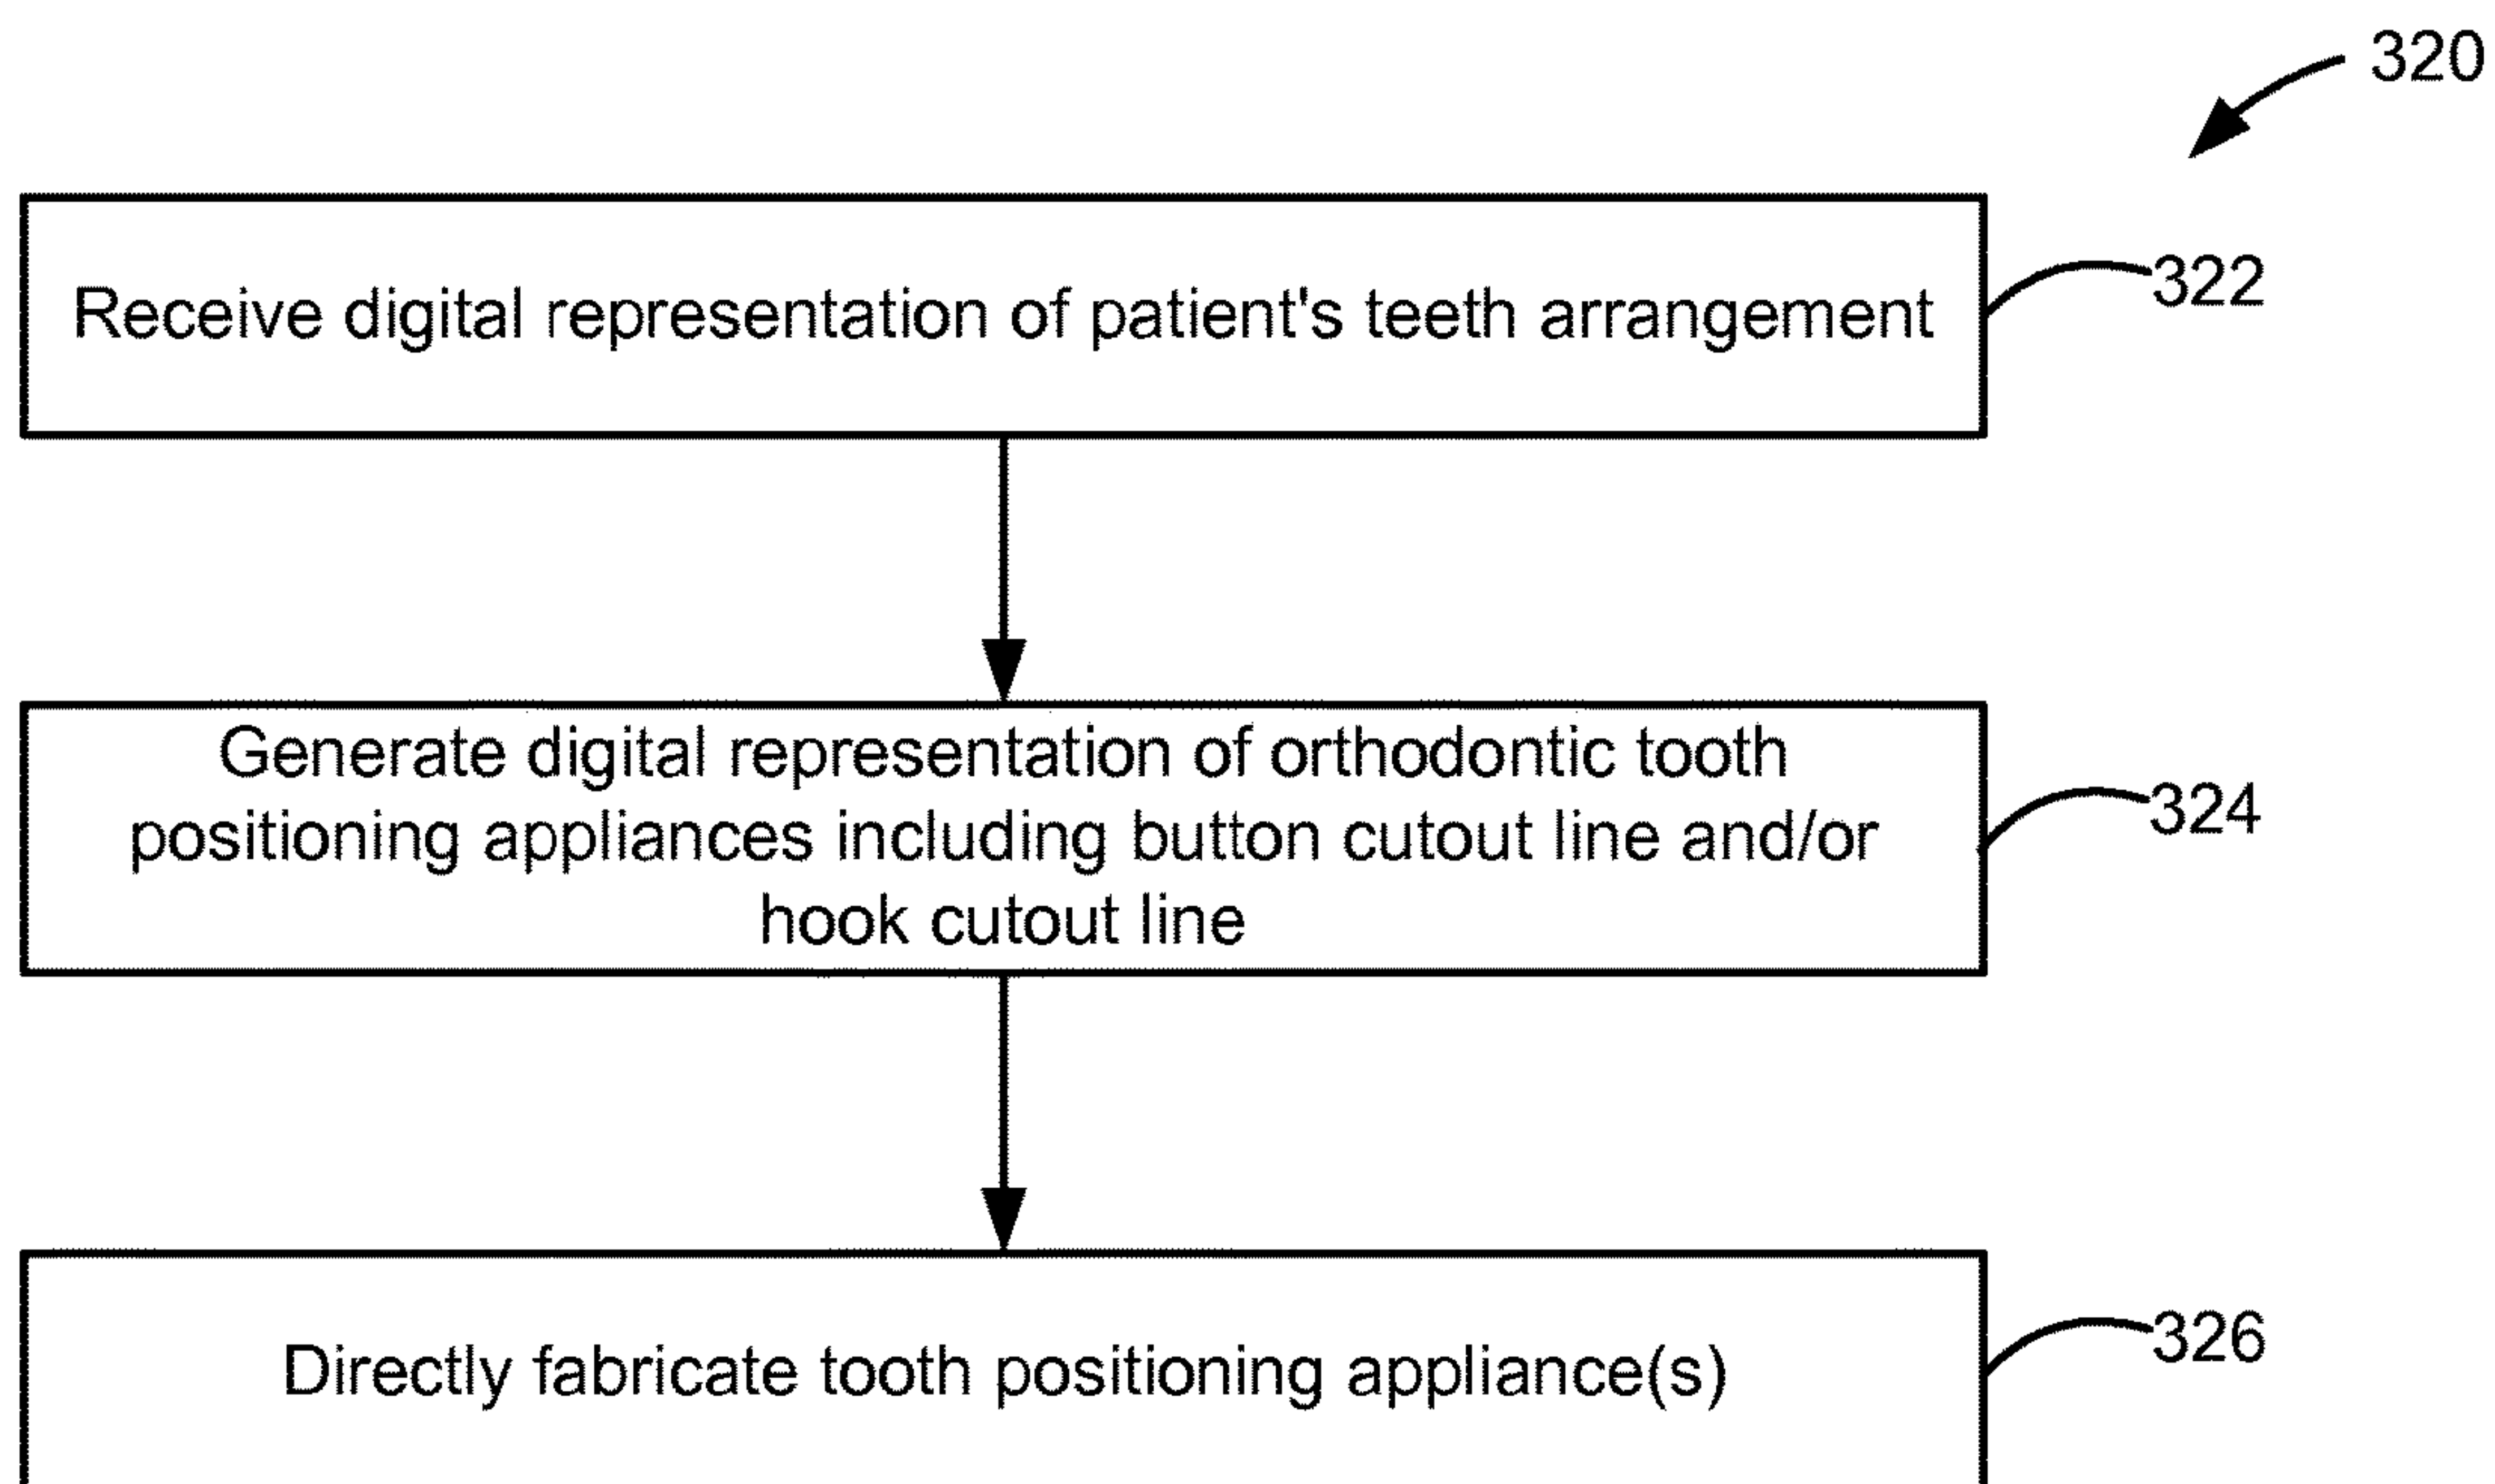 320
Receive digital representation of patient's teeth arrangement
322
Generate digital representation of orthodontic tooth
positioning appliances including button cutout line and/or
hook cutout line
324
Directly fabricate tooth positioning appliance(s)
326